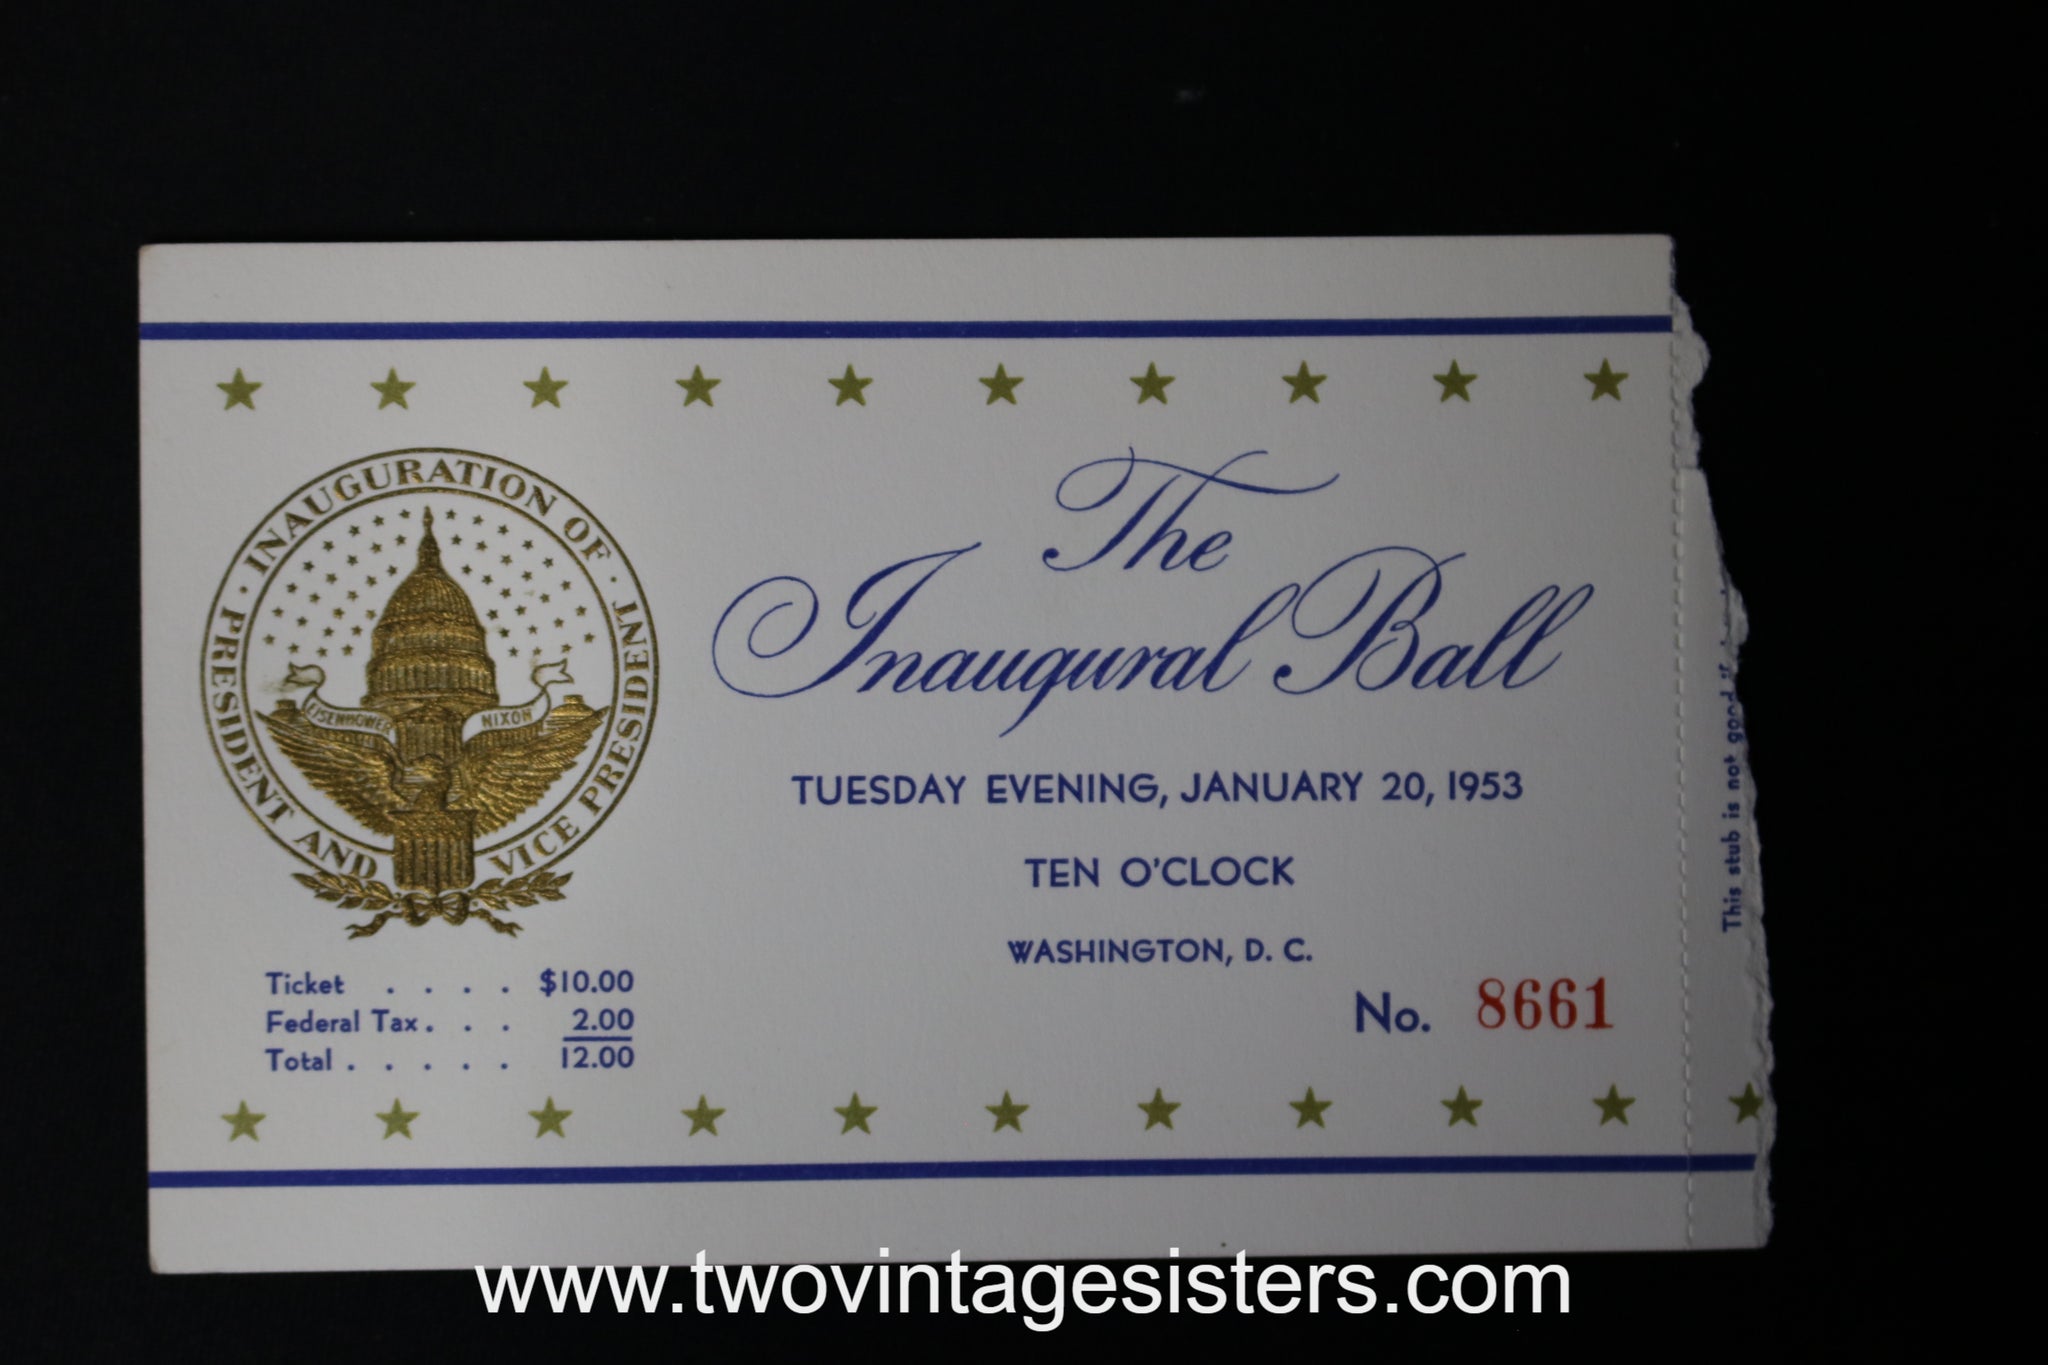 INAUGURATION OF
PRESIDENT AND VICE PRESIDENT
EISENHOWER
NIXON
The
Inaugural Ball
TUESDAY EVENING, JANUARY 20, 1953
TEN O'CLOCK
WASHINGTON, D. C.
No. 8661
Ticket . . . . $10.00
Federal Tax . . . 2.00
Total . . . . . 12.00
This stub is not good if
www.twovintagesisters.com